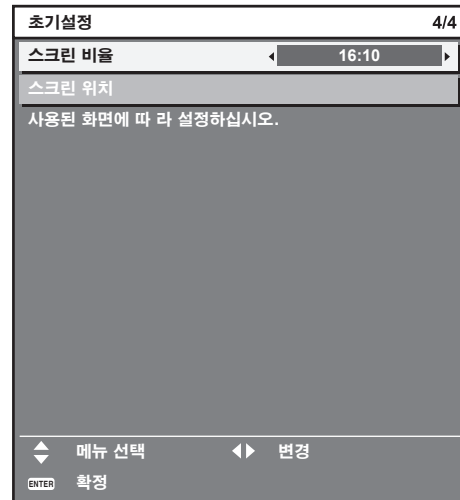 초기설정 4/4
스크린 비율 16:10
스크린 위치
사용된 화면에 따 라 설정하십시오.
메뉴 선택 변경
ENTER 확정